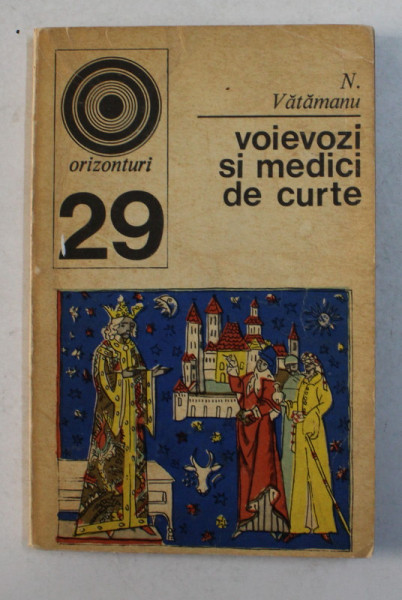 orizonturi
29
N.
Vătămanu
voievozi
si medici
de curte